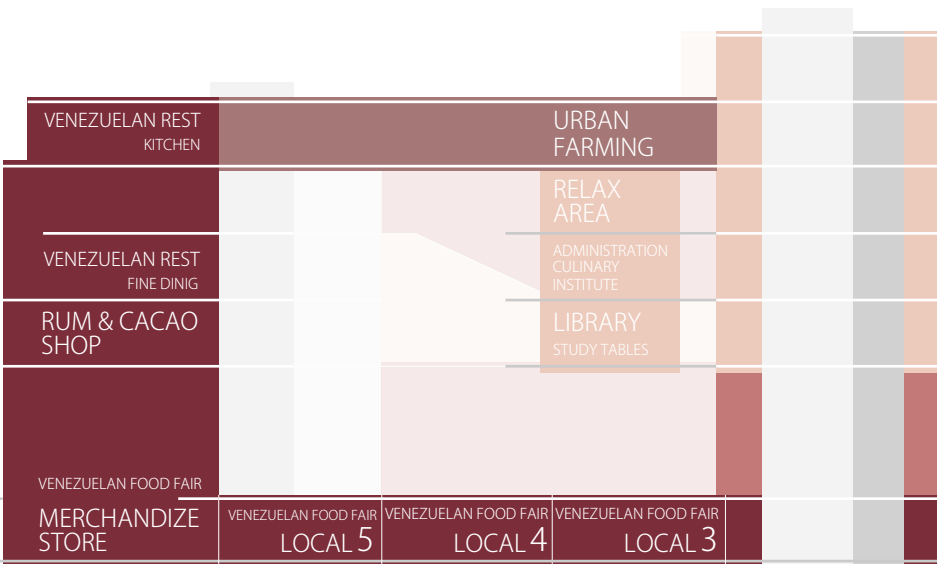 VENEZUELAN REST
KITCHEN
URBAN
FARMING
RELAX
AREA
VENEZUELAN REST
FINE DINIG
ADMINISTRATION
CULINARY
INSTITUTE
RUM & CACAO
SHOP
LIBRARY
STUDY TABLES
VENEZUELAN FOOD FAIR
MERCHANDIZE
STORE
VENEZUELAN FOOD FAIR
LOCAL 5
VENEZUELAN FOOD FAIR
LOCAL 4
VENEZUELAN FOOD FAIR
LOCAL 3